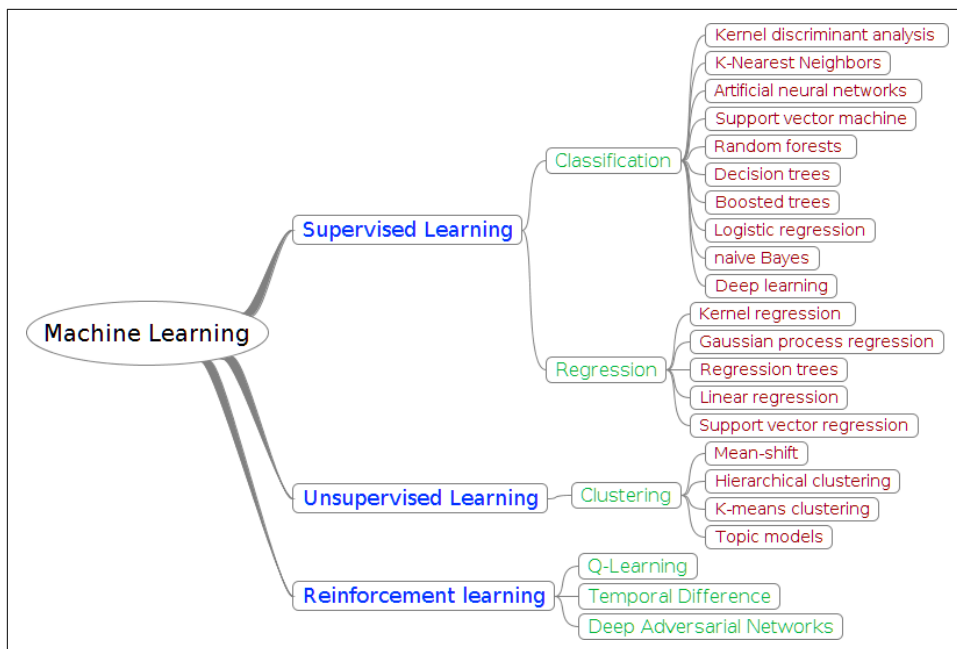 Machine Learning
Supervised Learning
Classification
Kernel discriminant analysis
K-Nearest Neighbors
Artificial neural networks
Support vector machine
Random forests
Decision trees
Boosted trees
Logistic regression
naive Bayes
Deep learning
Regression
Kernel regression
Gaussian process regression
Regression trees
Linear regression
Support vector regression
Unsupervised Learning
Clustering
Mean-shift
Hierarchical clustering
K-means clustering
Topic models
Reinforcement learning
Q-Learning
Temporal Difference
Deep Adversarial Networks